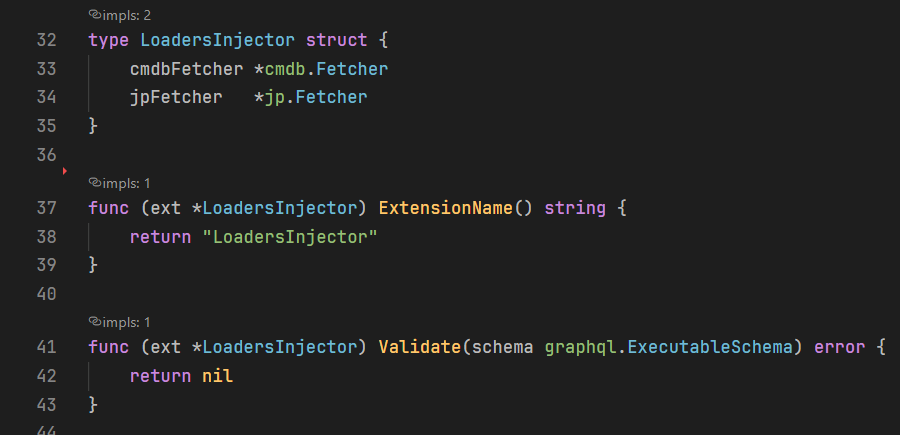 impls: 2
32 type LoadersInjector struct {
33 cmdbFetcher *cmdb.Fetcher
34 jpFetcher   *jp.Fetcher
35 }
36
impls: 1
37 func (ext *LoadersInjector) ExtensionName() string {
38 return "LoadersInjector"
39 }
40
impls: 1
41 func (ext *LoadersInjector) Validate(schema graphql.ExecutableSchema) error {
42 return nil
43 }
44